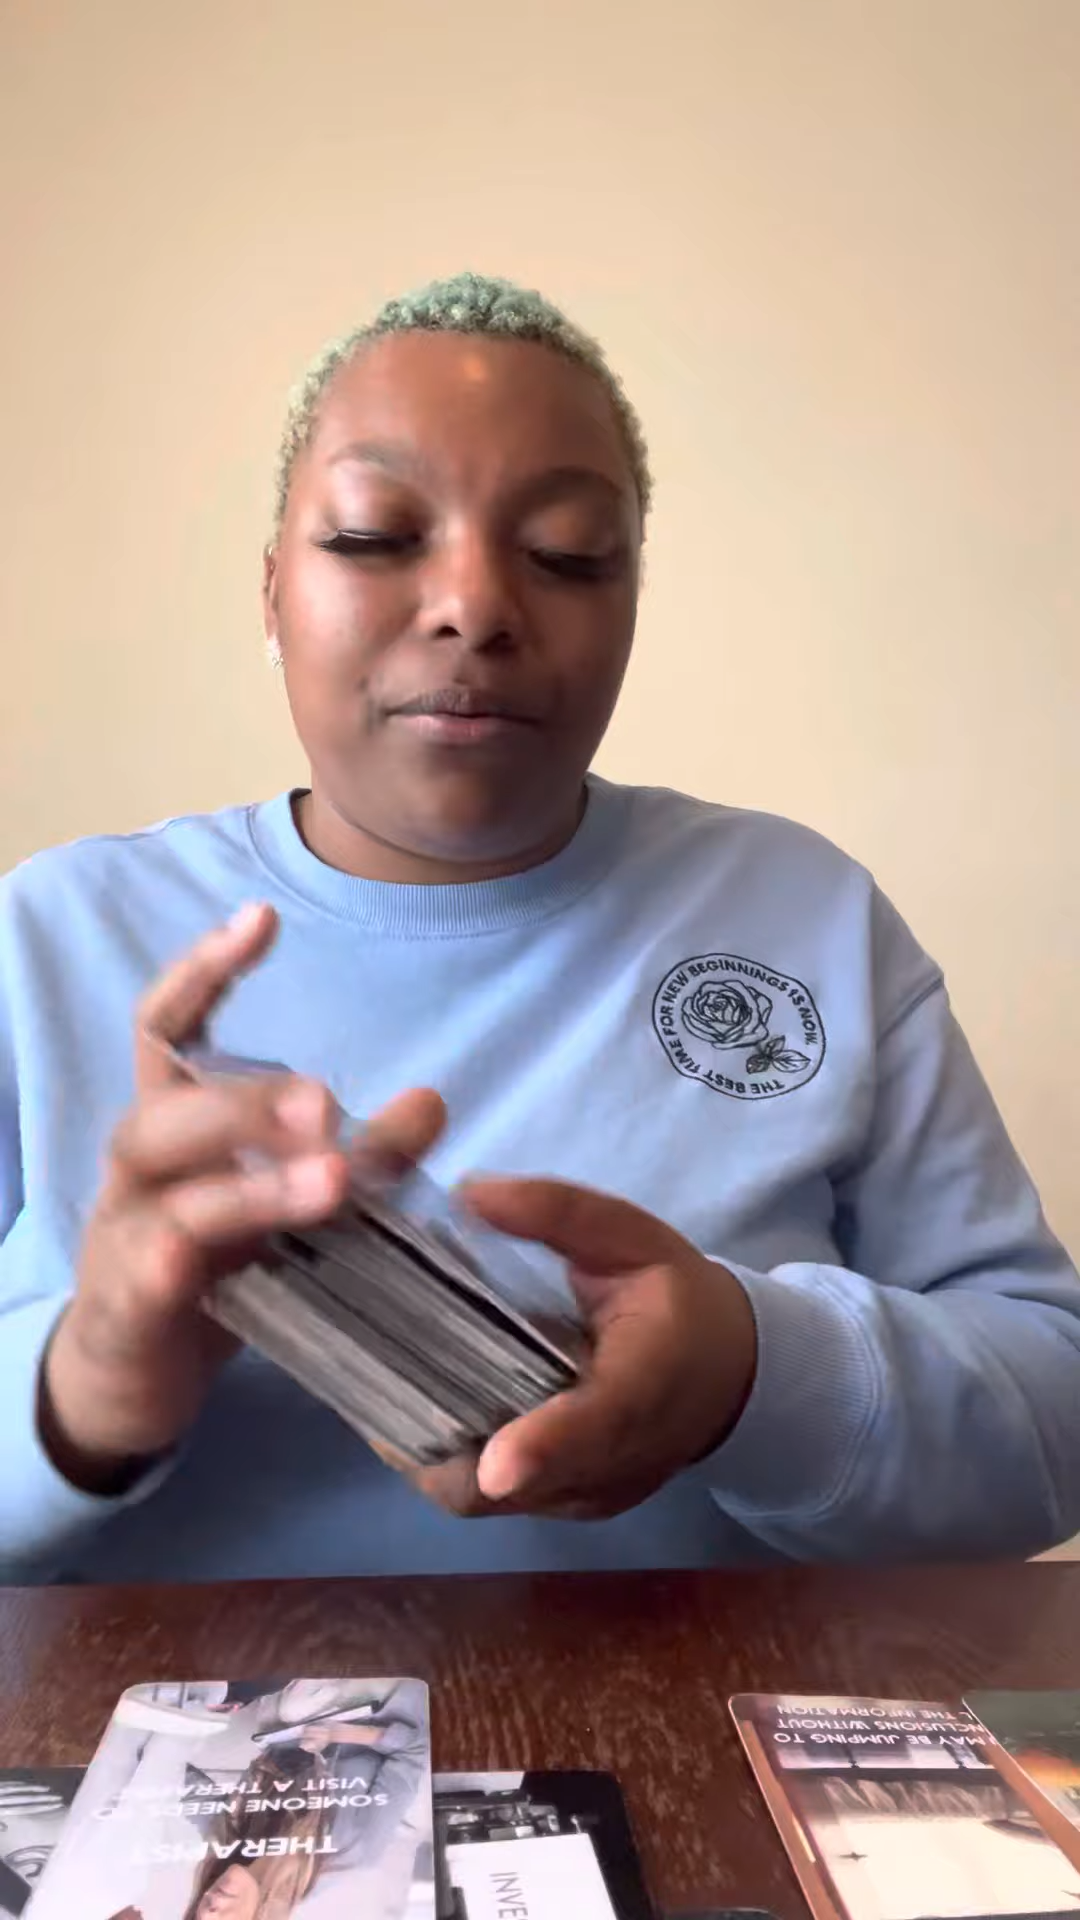 THE BEST TIME FOR NEW BEGINNINGS IS NOW.
THERAPIST
SOMEONE NEEDS TO
VISIT A THERAPIST
INVE
MAY BE JUMPING TO
NCLUSIONS WITHOUT
L THE INFORMATION